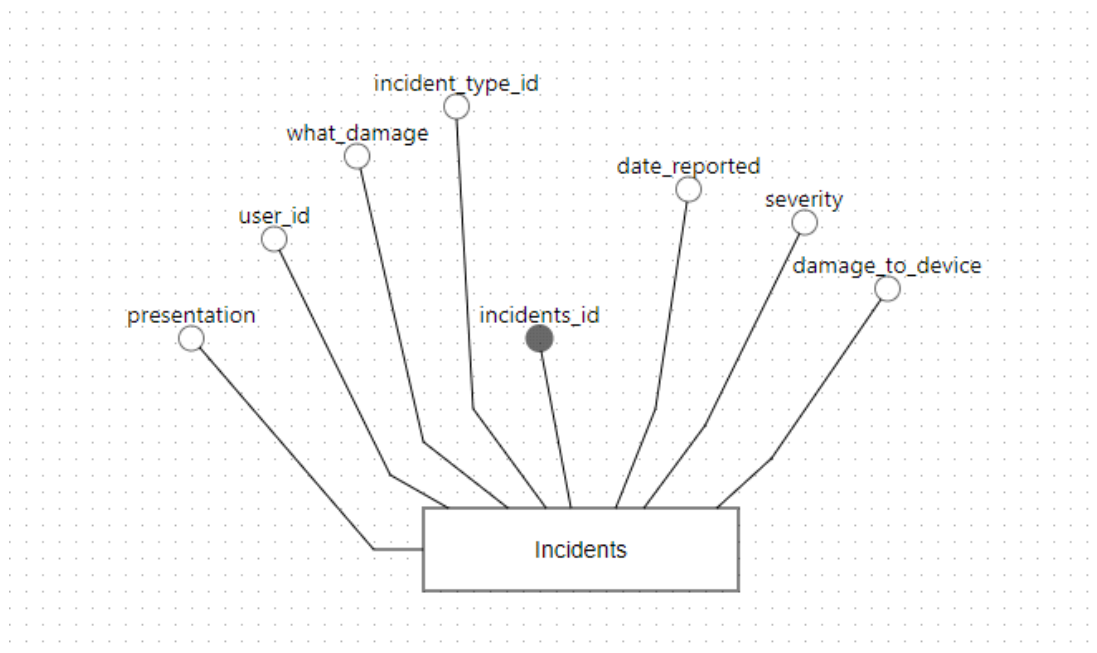 incident_type_id
what_damage
date_reported
severity
user_id
damage_to_device
presentation
incidents_id
Incidents